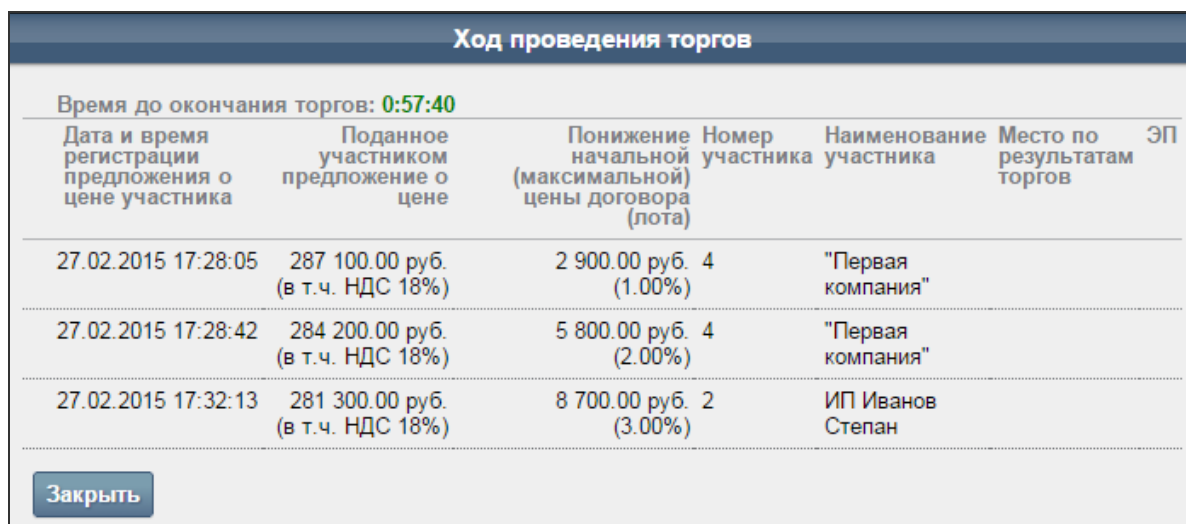 Ход проведения торгов
Время до окончания торгов: 0:57:40
Дата и время регистрации предложения о цене участника
Поданное участником предложение о цене
Понижение начальной (максимальной) цены договора (лота)
Номер участника
Наименование участника
Место по результатам торгов
ЭП
27.02.2015 17:28:05 287 100.00 руб. 2 900.00 руб. 4 "Первая
(в т.ч. НДС 18%) (1.00%) компания"
27.02.2015 17:28:42 284 200.00 руб. 5 800.00 руб. 4 "Первая
(в т.ч. НДС 18%) (2.00%) компания"
27.02.2015 17:32:13 281 300.00 руб. 8 700.00 руб. 2 ИП Иванов
(в т.ч. НДС 18%) (3.00%) Степан
Закрыть